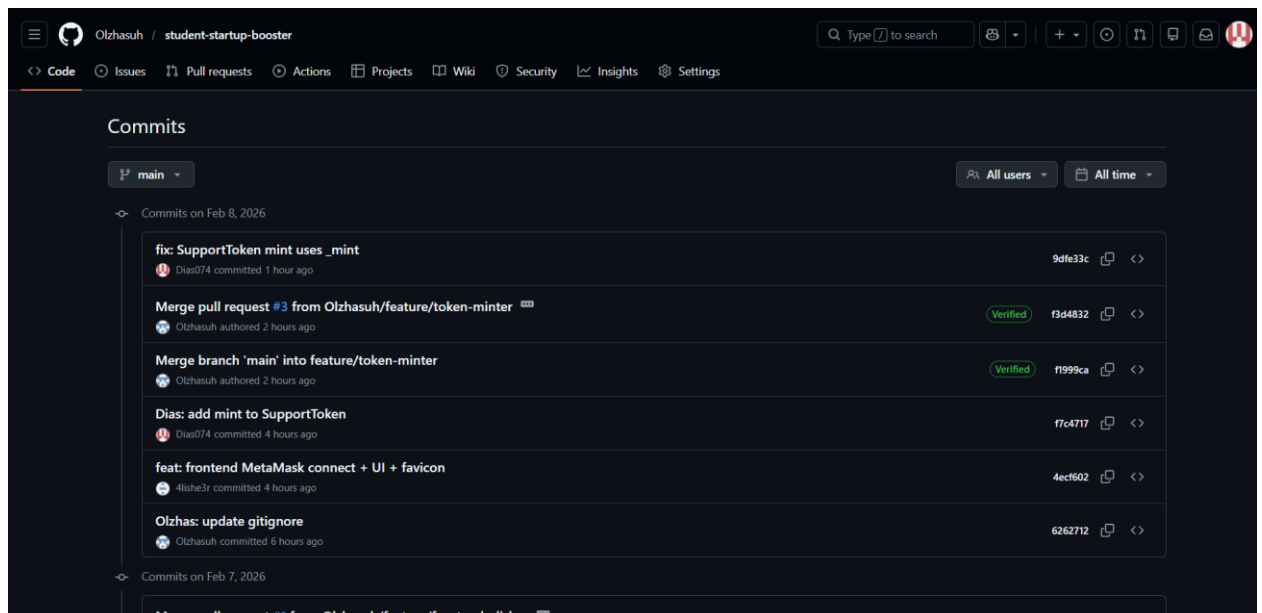 Olzhasuh / student-startup-booster
Type / to search
Code Issues Pull requests Actions Projects Wiki Security Insights Settings
Commits
main
All users All time
Commits on Feb 8, 2026
fix: SupportToken mint uses _mint
Dias074 committed 1 hour ago
9dfe33c
Merge pull request #3 from Olzhasuh/feature/token-minter
Olzhasuh authored 2 hours ago
Verified f3d4832
Merge branch 'main' into feature/token-minter
Olzhasuh authored 2 hours ago
Verified f1999ca
Dias: add mint to SupportToken
Dias074 committed 4 hours ago
f7c4717
feat: frontend MetaMask connect + UI + favicon
4lishe3r committed 4 hours ago
4ecf602
Olzhas: update gitignore
Olzhasuh committed 6 hours ago
6262712
Commits on Feb 7, 2026